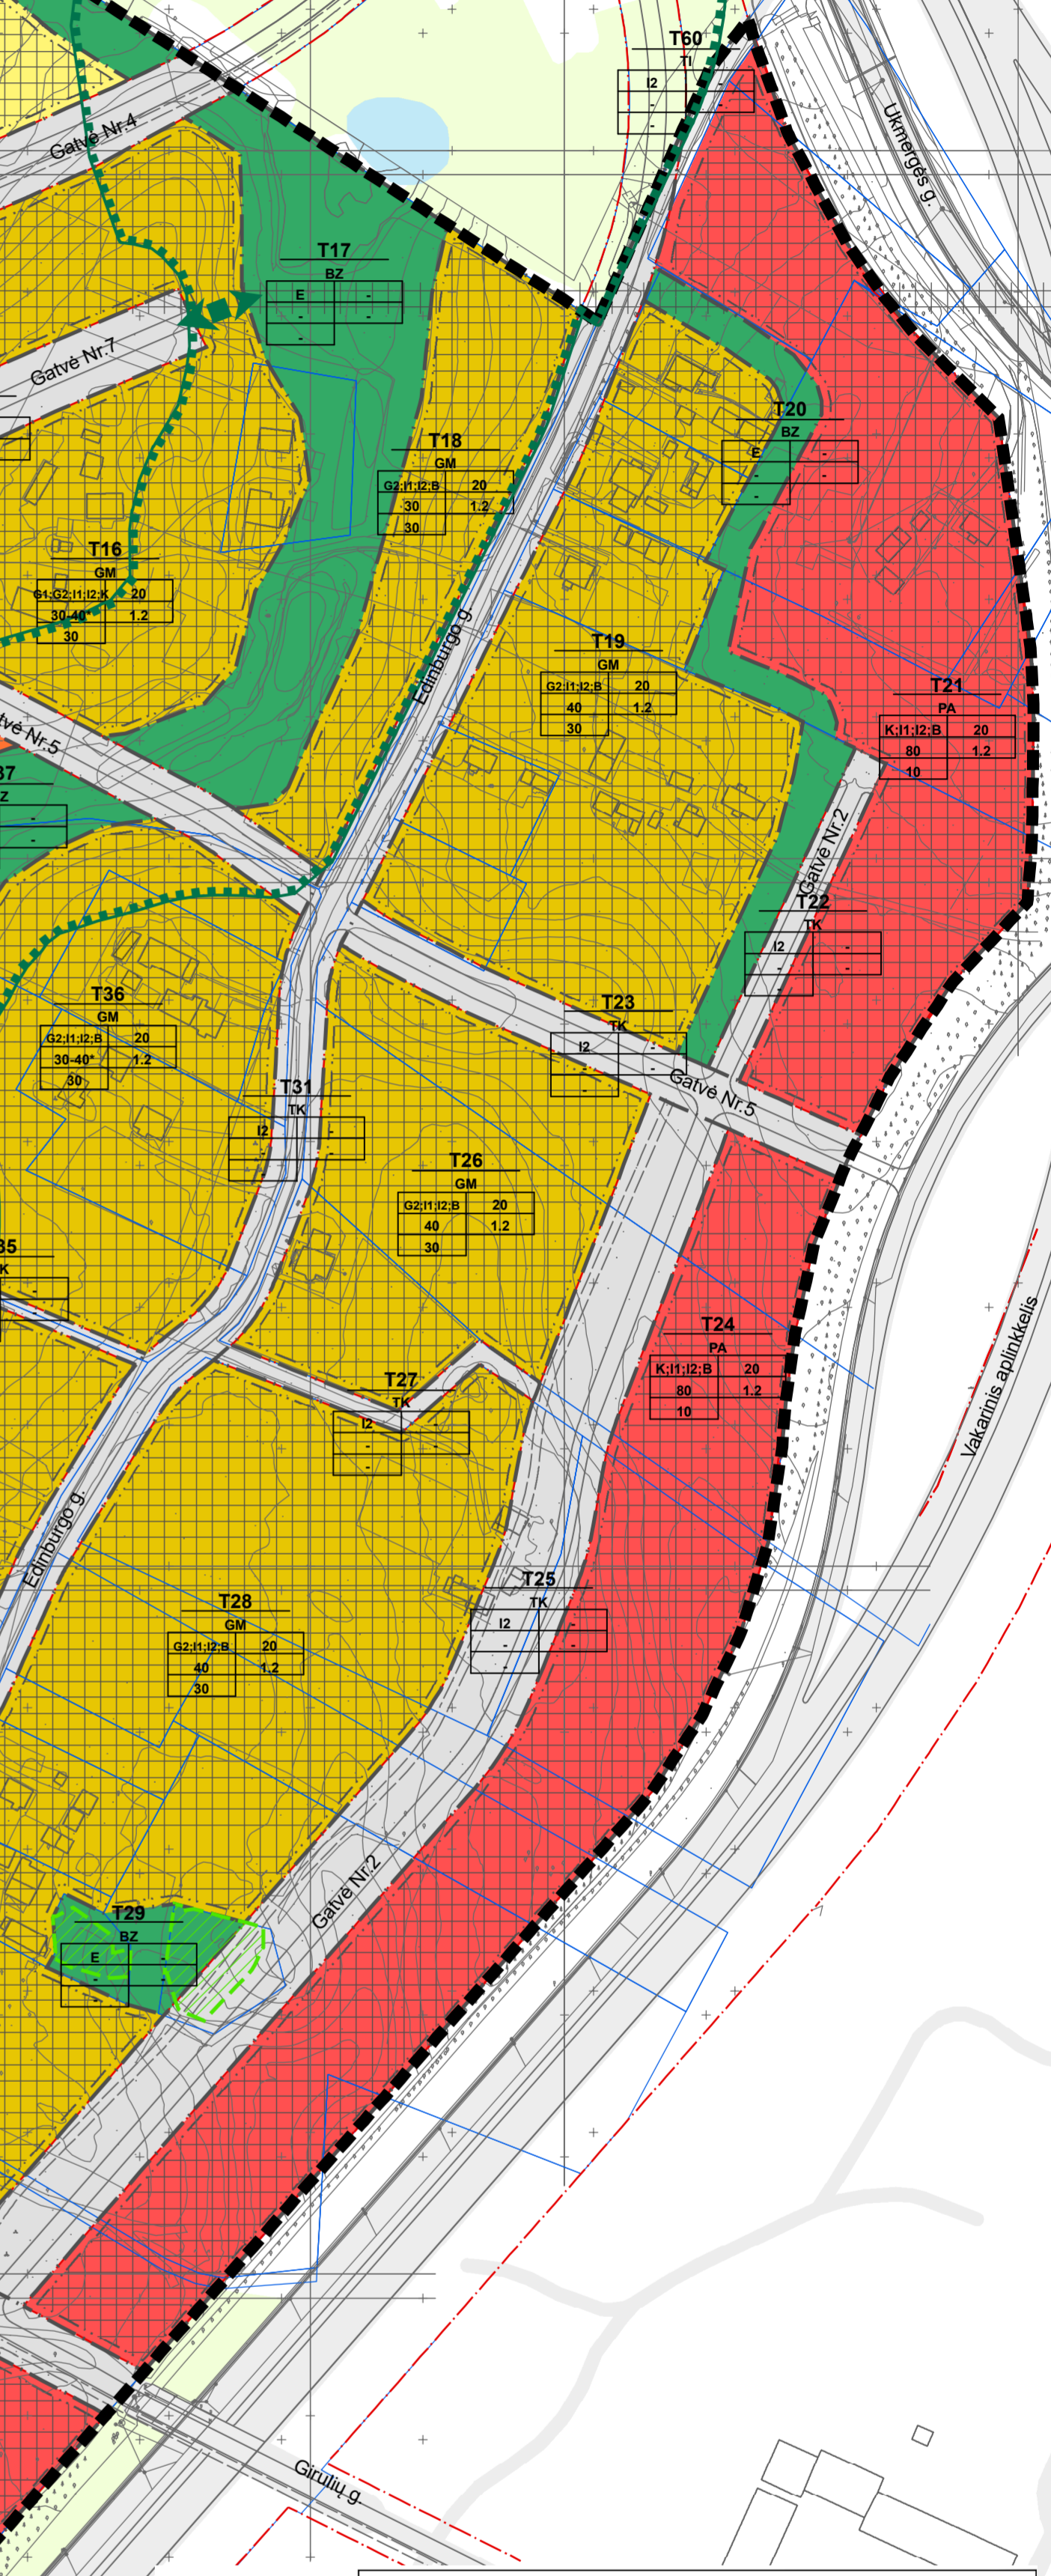 T60
TI
I2 -
- -
-
Ukmergės g.
Gatvė Nr.4
T17
BZ
E -
- -
-
Gatvė Nr.7
T18
GM
G2;I1;I2;B 20
30 1.2
30
T20
BZ
E -
- -
-
T16
GM
G1;G2;I1;I2;K 20
30-40* 1.2
30
Edinburgo g.
T19
GM
G2;I1;I2;B 20
40 1.2
30
T21
PA
K;I1;I2;B 20
80 1.2
10
tvė Nr.5
37
Z
-
-
Gatvė Nr.2
T22
TK
I2 -
- -
-
T36
GM
G2;I1;I2;B 20
30-40* 1.2
30
T23
TK
I2 -
- -
-
Gatvė Nr.5
T31
TK
I2 -
- -
-
T26
GM
G2;I1;I2;B 20
40 1.2
30
35
K
-
-
T24
PA
K;I1;I2;B 20
80 1.2
10
Vakarinis aplinkkelis
T27
TK
I2 -
- -
-
Edinburgo g.
T25
TK
I2 -
- -
-
T28
GM
G2;I1;I2;B 20
40 1.2
30
Gatvė Nr.2
T29
BZ
E -
- -
-
Girulių g.